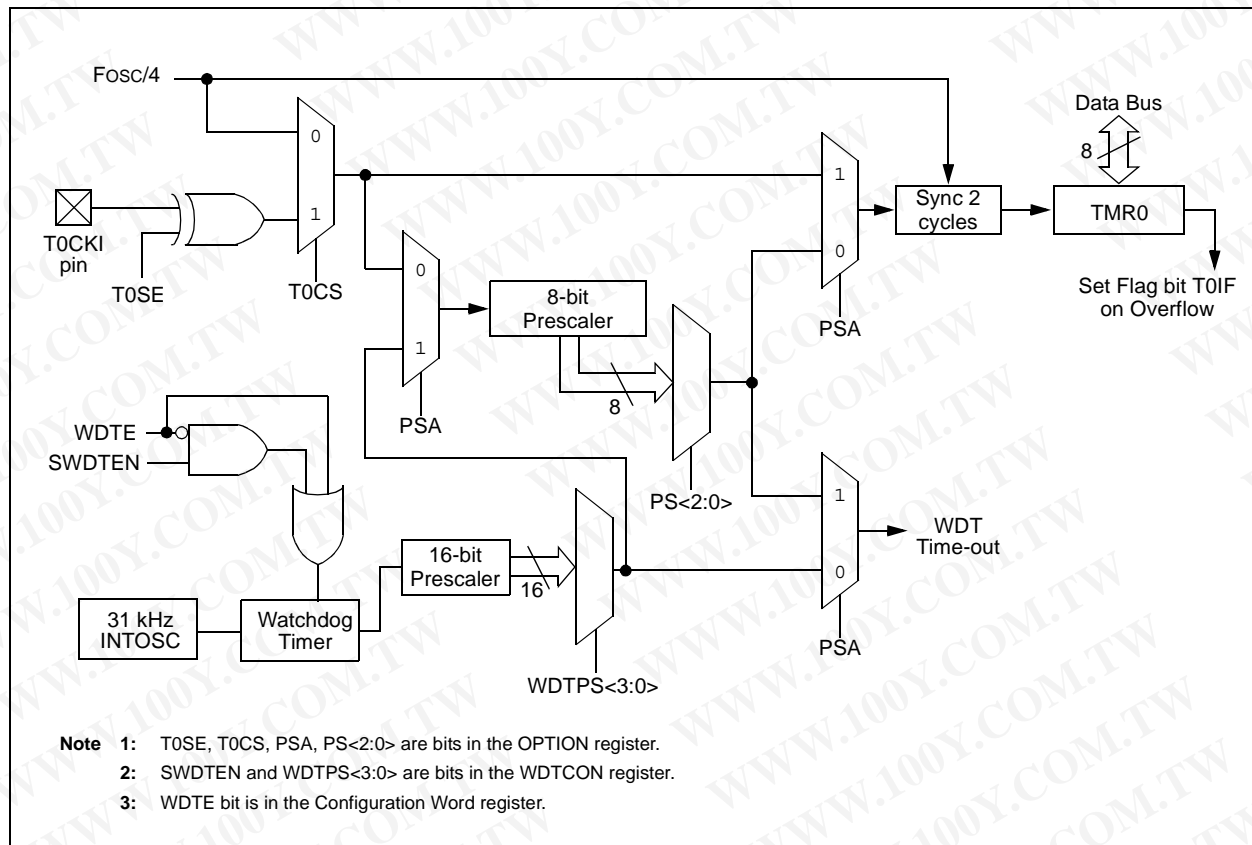 FOSC/4
0
1
T0CKI
pin
T0SE
T0CS
0
1
PSA
8-bit
Prescaler
8
PS<2:0>
1
0
PSA
Sync 2
cycles
Data Bus
8
TMR0
Set Flag bit T0IF
on Overflow
WDTE
SWDTEN
31 kHz
INTOSC
Watchdog
Timer
16-bit
Prescaler
16
WDTPS<3:0>
1
0
PSA
WDT
Time-out
Note 1: T0SE, T0CS, PSA, PS<2:0> are bits in the OPTION register.
2: SWDTEN and WDTPS<3:0> are bits in the WDTCON register.
3: WDTE bit is in the Configuration Word register.
WWW.100Y.COM.TW